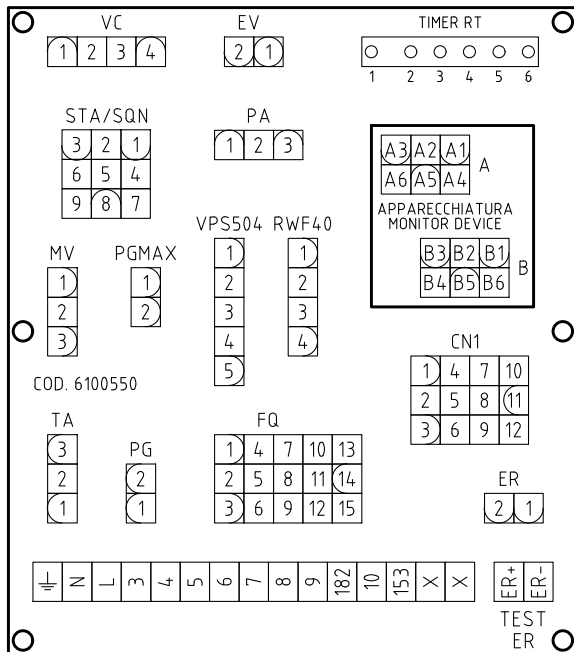 VC EV TIMER RT
1 2 3 4 2 1
1 2 3 4 5 6
STA/SQN PA
3 2 1 1 2 3
6 5 4
9 8 7
A3 A2 A1
A6 A5 A4 A
APPARECCHIATURA
MONITOR DEVICE
B3 B2 B1
B4 B5 B6 B
MV PGMAX VPS504 RWF40
1 1 1 1
2 2 2 2
3 3 3
4 4
5
CN1
1 4 7 10
2 5 8 11
3 6 9 12
COD. 6100550
TA PG FQ
3 1 4 7 10 13
2 2 2 5 8 11 14
1 1 3 6 9 12 15
ER
2 1
N L 3 4 5 6 7 8 9 182 10 153 X X ER+ ER-
TEST
ER